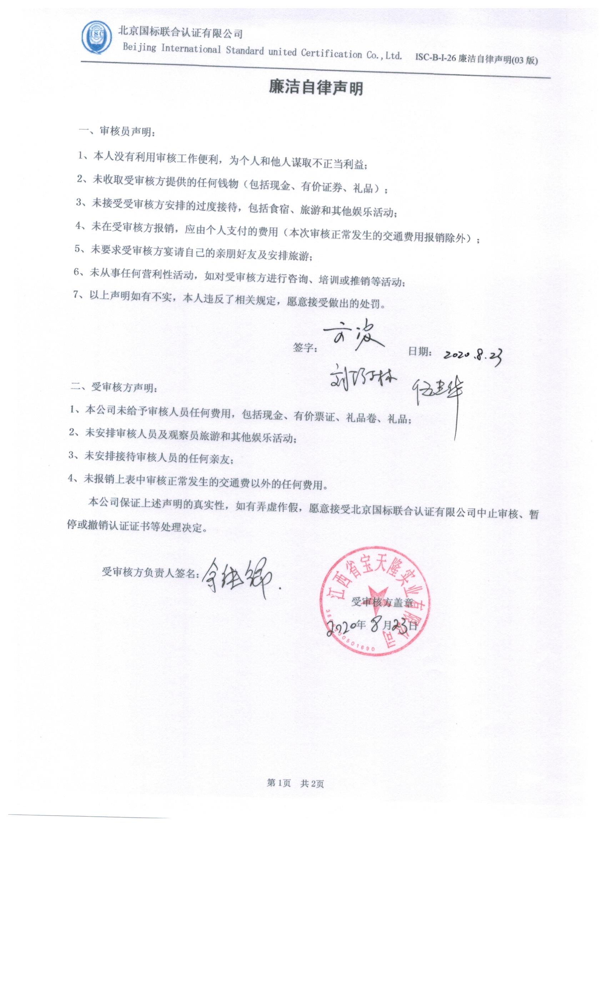 ISC
北京国标联合认证有限公司
Beijing International Standard united Certification Co.,Ltd. ISC-B-I-26 廉洁自律声明(03 版)
廉洁自律声明
一、审核员声明:
1、本人没有利用审核工作便利，为个人和他人谋取不正当利益;
2、未收取受审核方提供的任何钱物（包括现金、有价证券、礼品）;
3、未接受受审核方安排的过度接待，包括食宿、旅游和其他娱乐活动;
4、未在受审核方报销，应由个人支付的费用（本次审核正常发生的交通费用报销除外）;
5、未要求受审核方宴请自己的亲朋好友及安排旅游;
6、未从事任何营利性活动，如对受审核方进行咨询、培训或推销等活动;
7、以上声明如有不实，本人违反了相关规定，愿意接受做出的处罚。
签字: 日期: 2020.8.23
伍建华
二、受审核方声明:
1、本公司未给予审核人员任何费用，包括现金、有价票证、礼品卷、礼品;
2、未安排审核人员及观察员旅游和其他娱乐活动;
3、未安排接待审核人员的任何亲友;
4、未报销上表中审核正常发生的交通费以外的任何费用。
本公司保证上述声明的真实性，如有弄虚作假，愿意接受北京国标联合认证有限公司中止审核、暂
停或撤销认证证书等处理决定。
受审核方负责人签名:
江西省宝天隆实业有限公司
受审核方盖章
2020年 8月23日
第 1页 共 2页